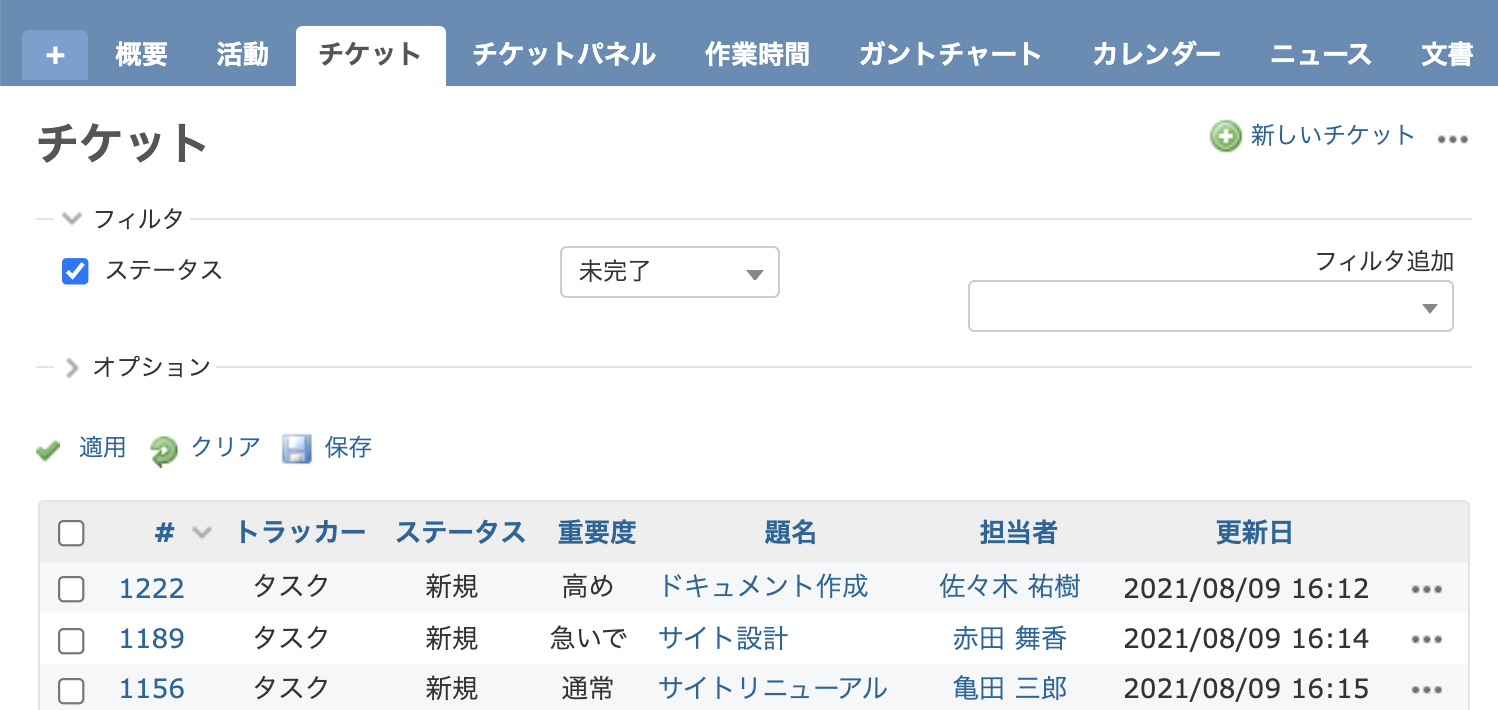 + 概要 活動 チケット チケットパネル 作業時間 ガントチャート カレンダー ニュース 文書
チケット
新しいチケット •••
フィルタ
ステータス 未完了
フィルタ追加
オプション
適用 クリア 保存
# トラッカー ステータス 重要度 題名 担当者 更新日
1222 タスク 新規 高め ドキュメント作成 佐々木 祐樹 2021/08/09 16:12 •••
1189 タスク 新規 急いで サイト設計 赤田 舞香 2021/08/09 16:14 •••
1156 タスク 新規 通常 サイトリニューアル 亀田 三郎 2021/08/09 16:15 •••